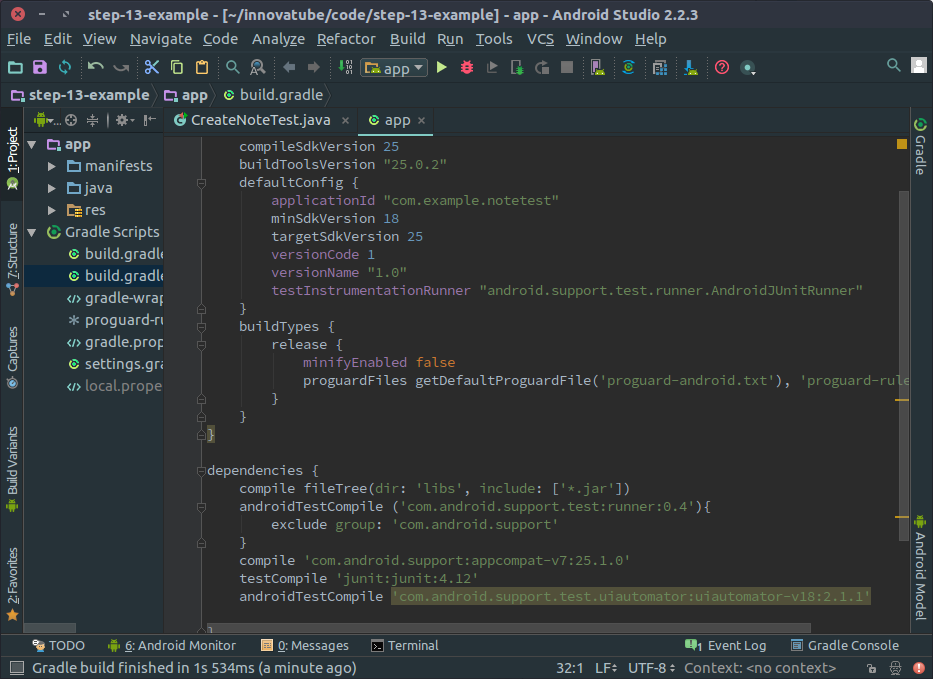 step-13-example - [~/innovatube/code/step-13-example] - app - Android Studio 2.2.3
File Edit View Navigate Code Analyze Refactor Build Run Tools VCS Window Help
app
step-13-example app build.gradle
CreateNoteTest.java app
1: Project
7: Structure
Captures
Build Variants
2: Favorites
app
manifests
java
res
Gradle Scripts
build.gradle
build.gradle
gradle-wrap
proguard-ru
gradle.prop
settings.gra
local.prope
compileSdkVersion 25
buildToolsVersion "25.0.2"
defaultConfig {
applicationId "com.example.notetest"
minSdkVersion 18
targetSdkVersion 25
versionCode 1
versionName "1.0"
testInstrumentationRunner "android.support.test.runner.AndroidJUnitRunner"
}
buildTypes {
release {
minifyEnabled false
proguardFiles getDefaultProguardFile('proguard-android.txt'), 'proguard-rule
}
}
}
dependencies {
compile fileTree(dir: 'libs', include: ['*.jar'])
androidTestCompile ('com.android.support.test:runner:0.4'){
exclude group: 'com.android.support'
}
compile 'com.android.support:appcompat-v7:25.1.0'
testCompile 'junit:junit:4.12'
androidTestCompile 'com.android.support.test.uiautomator:uiautomator-v18:2.1.1'
}
Gradle
Android Model
TODO 6: Android Monitor 0: Messages Terminal 1 Event Log Gradle Console
Gradle build finished in 1s 534ms (a minute ago) 32:1 LF UTF-8 Context: <no context>